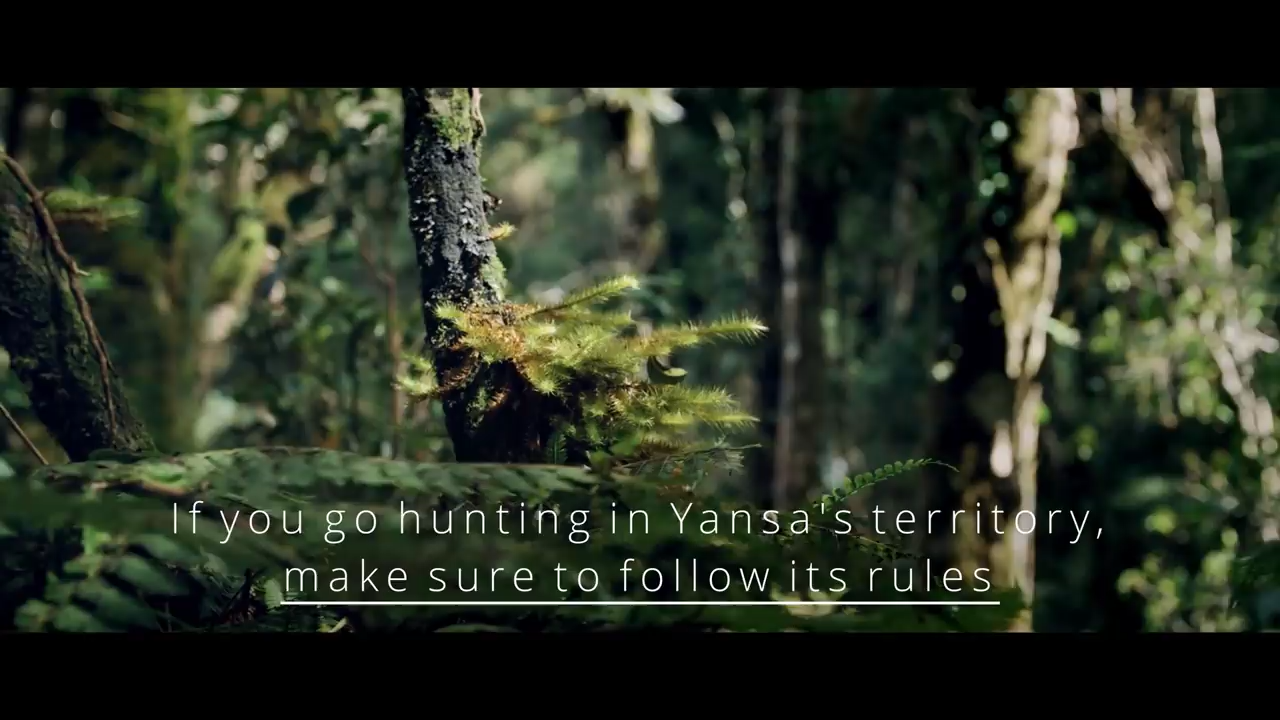 If you go hunting in Yansa's territory,
make sure to follow its rules